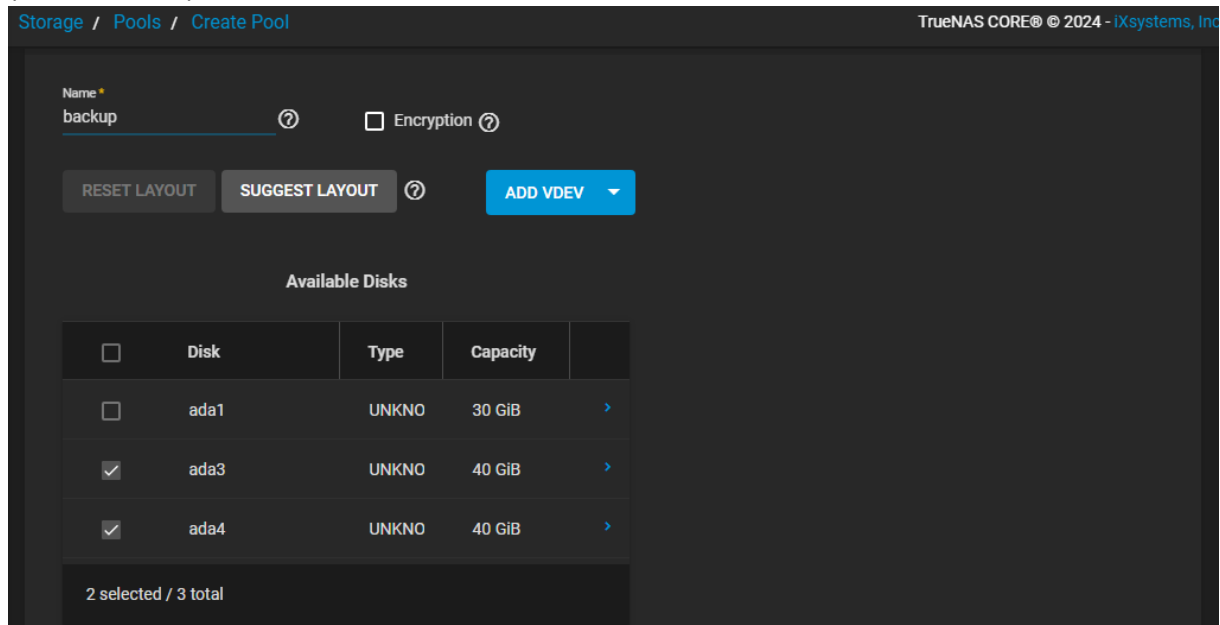 Storage / Pools / Create Pool
TrueNAS CORE® © 2024 - iXsystems, Inc
Name *
backup
Encryption
RESET LAYOUT
SUGGEST LAYOUT
ADD VDEV
Available Disks
Disk Type Capacity
ada1 UNKNO 30 GiB
ada3 UNKNO 40 GiB
ada4 UNKNO 40 GiB
2 selected / 3 total